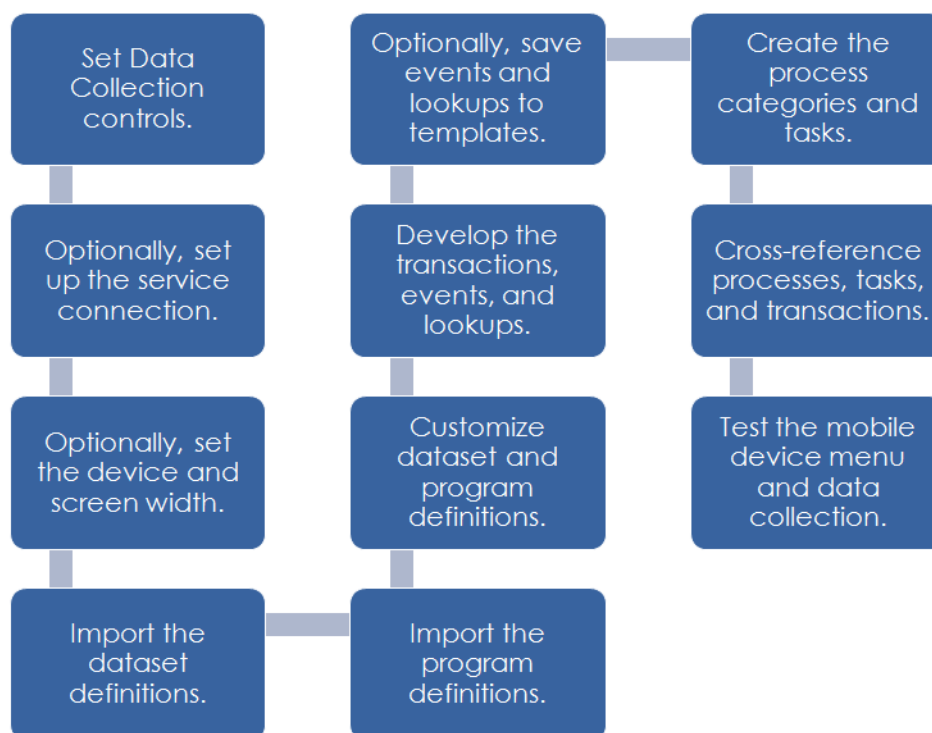 Set Data
Collection
controls.
Optionally, set
up the service
connection.
Optionally, set
the device and
screen width.
Import the
dataset
definitions.
Import the
program
definitions.
Customize
dataset and
program
definitions.
Develop the
transactions,
events, and
lookups.
Optionally, save
events and
lookups to
templates.
Create the
process
categories and
tasks.
Cross-reference
processes, tasks,
and transactions.
Test the mobile
device menu
and data
collection.